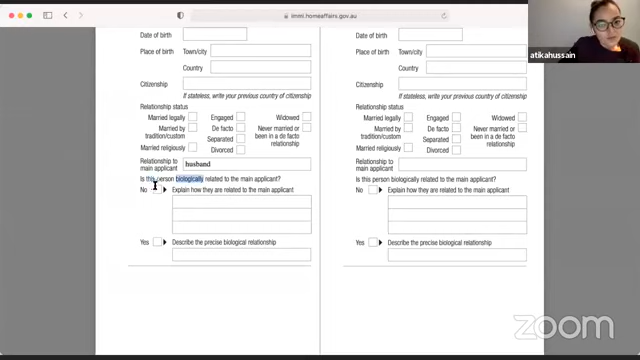 immi.homeaffairs.gov.au
atikahussain
Date of birth
Place of birth Town/city
Country
Citizenship
If stateless, write your previous country of citizenship
Relationship status
Married legally Engaged Widowed
Married by tradition/custom De facto Never married or been in a de facto relationship
Separated
Married religiously Divorced
Relationship to main applicant husband
Is this person biologically related to the main applicant?
No Explain how they are related to the main applicant
Yes Describe the precise biological relationship
Date of birth
Place of birth Town/city
Country
Citizenship
If stateless, write your previous country of citizenship
Relationship status
Married legally Engaged Widowed
Married by tradition/custom De facto Never married or been in a de facto relationship
Separated
Married religiously Divorced
Relationship to main applicant
Is this person biologically related to the main applicant?
No Explain how they are related to the main applicant
Yes Describe the precise biological relationship
zoom